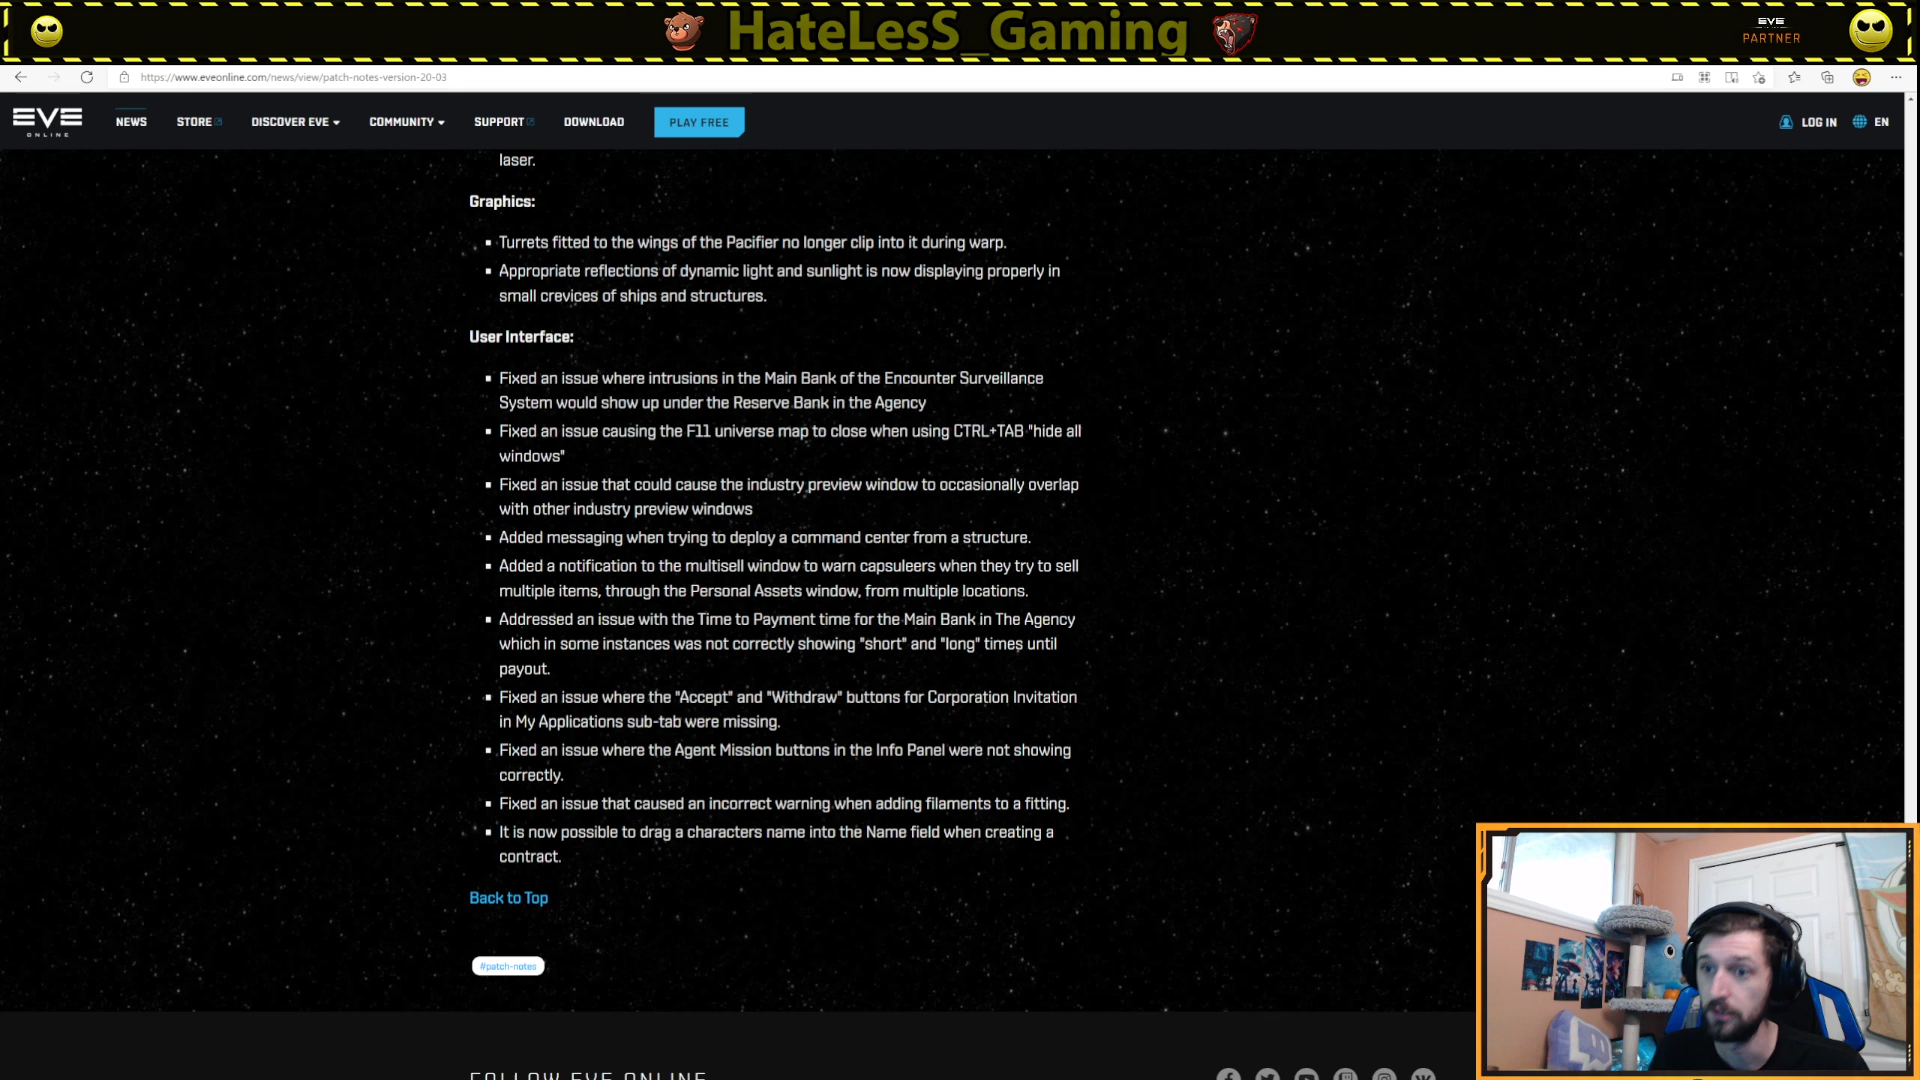 HateLesS_Gaming
EVE
PARTNER
https://www.eveonline.com/news/view/patch-notes-version-20-03
EVE
ONLINE
NEWS STORE DISCOVER EVE COMMUNITY SUPPORT DOWNLOAD PLAY FREE LOG IN EN
laser.
Graphics:
Turrets fitted to the wings of the Pacifier no longer clip into it during warp.
Appropriate reflections of dynamic light and sunlight is now displaying properly in
small crevices of ships and structures.
User Interface:
Fixed an issue where intrusions in the Main Bank of the Encounter Surveillance
System would show up under the Reserve Bank in the Agency
Fixed an issue causing the F11 universe map to close when using CTRL+TAB "hide all
windows"
Fixed an issue that could cause the industry preview window to occasionally overlap
with other industry preview windows
Added messaging when trying to deploy a command center from a structure.
Added a notification to the multisell window to warn capsuleers when they try to sell
multiple items, through the Personal Assets window, from multiple locations.
Addressed an issue with the Time to Payment time for the Main Bank in The Agency
which in some instances was not correctly showing "short" and "long" times until
payout.
Fixed an issue where the "Accept" and "Withdraw" buttons for Corporation Invitation
in My Applications sub-tab were missing.
Fixed an issue where the Agent Mission buttons in the Info Panel were not showing
correctly.
Fixed an issue that caused an incorrect warning when adding filaments to a fitting.
It is now possible to drag a characters name into the Name field when creating a
contract.
Back to Top
#patch-notes
FOLLOW EVE ONLINE